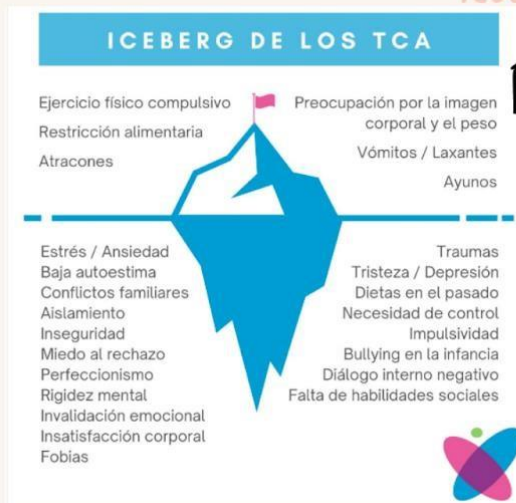 ICEBERG DE LOS TCA
Ejercicio físico compulsivo
Restricción alimentaria
Atracones
Preocupación por la imagen
corporal y el peso
Vómitos / Laxantes
Ayunos
Estrés / Ansiedad
Baja autoestima
Conflictos familiares
Aislamiento
Inseguridad
Miedo al rechazo
Perfeccionismo
Rigidez mental
Invalidación emocional
Insatisfacción corporal
Fobias
Traumas
Tristeza / Depresión
Dietas en el pasado
Necesidad de control
Impulsividad
Bullying en la infancia
Diálogo interno negativo
Falta de habilidades sociales